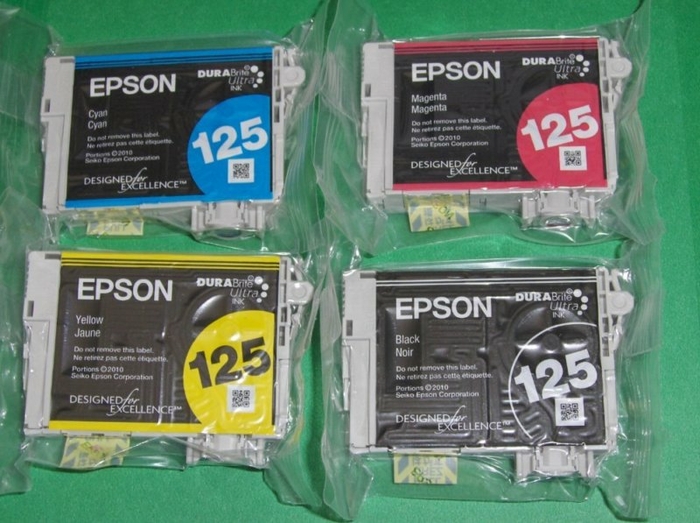 EPSON
DURABrite
Ultra
INK
Cyan
Cyan
Do not remove this label.
Ne retirez pas cette étiquette.
Portions ©2010
Seiko Epson Corporation
125
DESIGNED for
EXCELLENCE™
EPSON
DURABrite
Ultra
INK
Magenta
Magenta
Do not remove this label.
Ne retirez pas cette étiquette.
Portions ©2010
Seiko Epson Corporation
125
DESIGNED for
EXCELLENCE™
EPSON
DURABrite
Ultra
INK
Yellow
Jaune
Do not remove this label.
Ne retirez pas cette étiquette.
Portions ©2010
Seiko Epson Corporation
125
DESIGNED for
EXCELLENCE™
EPSON
DURABrite
Ultra
INK
Black
Noir
Do not remove this label.
Ne retirez pas cette étiquette.
Portions ©2010
Seiko Epson Corporation
125
DESIGNED for
EXCELLENCE™